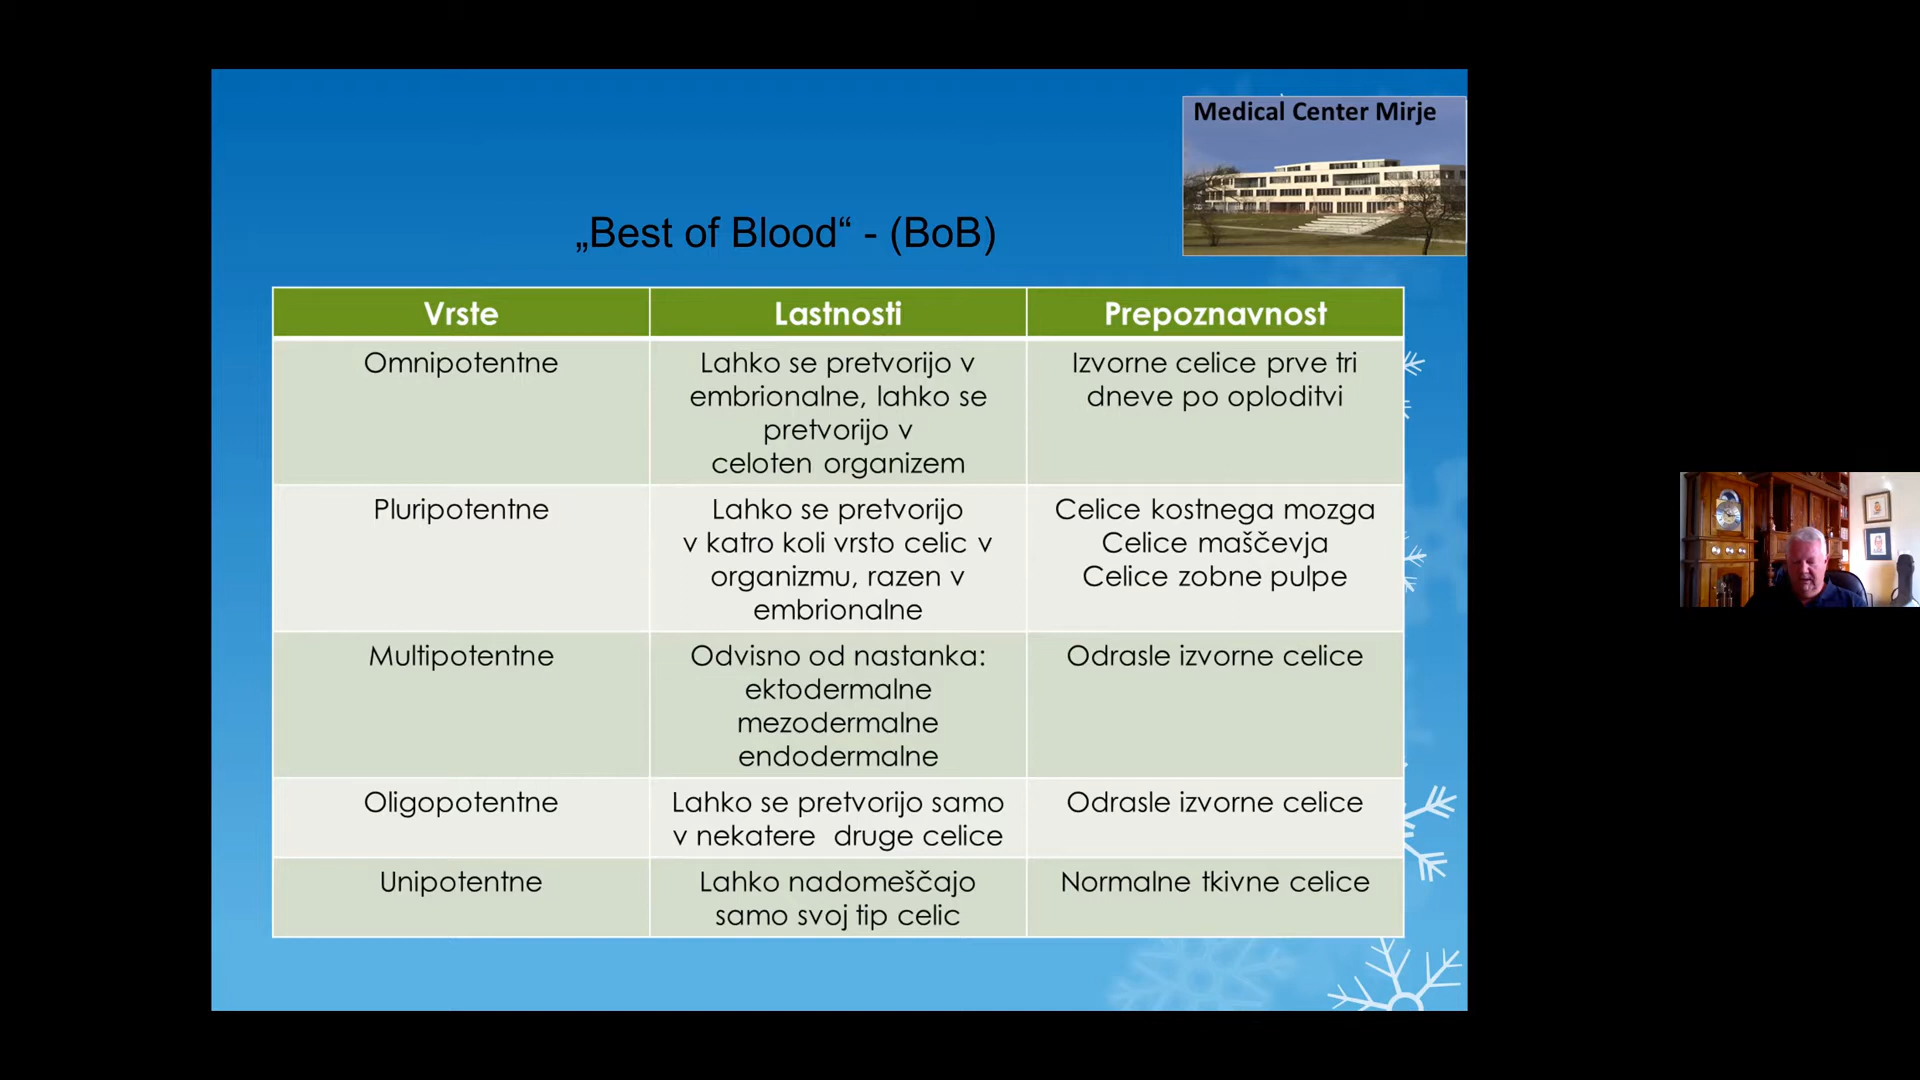 Medical Center Mirje
„Best of Blood“ - (BoB)
Vrste
Lastnosti
Prepoznavnost
Omnipotentne
Lahko se pretvorijo v
embrionalne, lahko se
pretvorijo v
celoten organizem
Izvorne celice prve tri
dneve po oploditvi
Pluripotentne
Lahko se pretvorijo
v katro koli vrsto celic v
organizmu, razen v
embrionalne
Celice kostnega mozga
Celice maščevja
Celice zobne pulpe
Multipotentne
Odvisno od nastanka:
ektodermalne
mezodermalne
endodermalne
Odrasle izvorne celice
Oligopotentne
Lahko se pretvorijo samo
v nekatere  druge celice
Odrasle izvorne celice
Unipotentne
Lahko nadomeščajo
samo svoj tip celic
Normalne tkivne celice